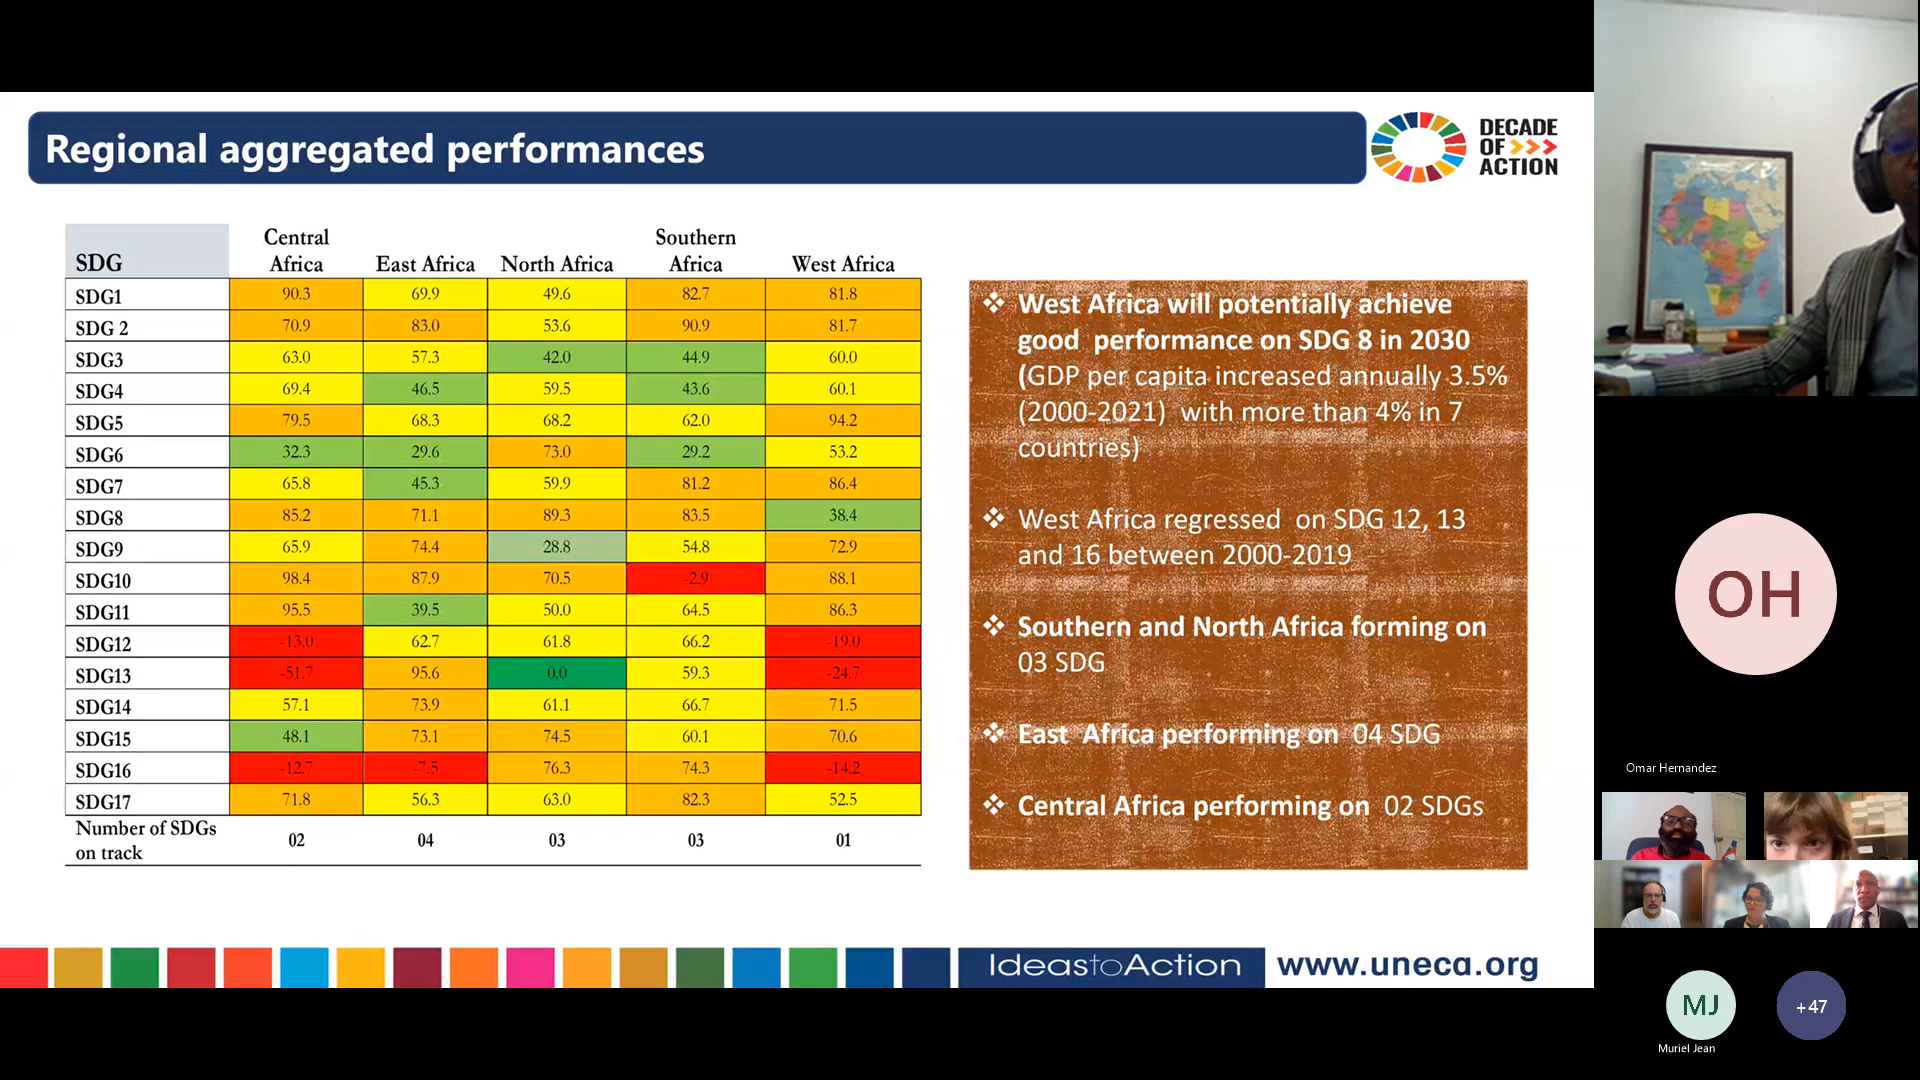 Regional aggregated performances
DECADE
OF >>>
ACTION
SDG Central Africa East Africa North Africa Southern Africa West Africa
SDG1 90.3 69.9 49.6 82.7 81.8
SDG 2 70.9 83.0 53.6 90.9 81.7
SDG3 63.0 57.3 42.0 44.9 60.0
SDG4 69.4 46.5 59.5 43.6 60.1
SDG5 79.5 68.3 68.2 62.0 94.2
SDG6 32.3 29.6 73.0 29.2 53.2
SDG7 65.8 45.3 59.9 81.2 86.4
SDG8 85.2 71.1 89.3 83.5 38.4
SDG9 65.9 74.4 28.8 54.8 72.9
SDG10 98.4 87.9 70.5 -2.9 88.1
SDG11 95.5 39.5 50.0 64.5 86.3
SDG12 -13.0 62.7 61.8 66.2 -19.0
SDG13 -51.7 95.6 0.0 59.3 -24.7
SDG14 57.1 73.9 61.1 66.7 71.5
SDG15 48.1 73.1 74.5 60.1 70.6
SDG16 -12.7 -7.5 76.3 74.3 -14.2
SDG17 71.8 56.3 63.0 82.3 52.5
Number of SDGs on track 02 04 03 03 01
❖ West Africa will potentially achieve
good performance on SDG 8 in 2030
(GDP per capita increased annually 3.5%
(2000-2021) with more than 4% in 7
countries)
❖ West Africa regressed on SDG 12, 13
and 16 between 2000-2019
❖ Southern and North Africa forming on
03 SDG
❖ East Africa performing on 04 SDG
❖ Central Africa performing on 02 SDGs
IdeastoAction
www.uneca.org
OH
Omar Hernandez
MJ
+47
Muriel Jean